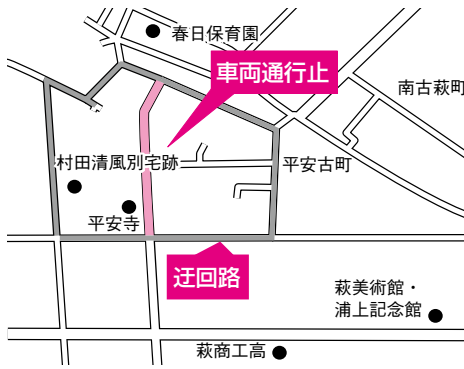 春日保育園
車両通行止
南古萩町
村田清風別宅跡
平安古町
平安寺
迂回路
萩美術館・
浦上記念館
萩商工高